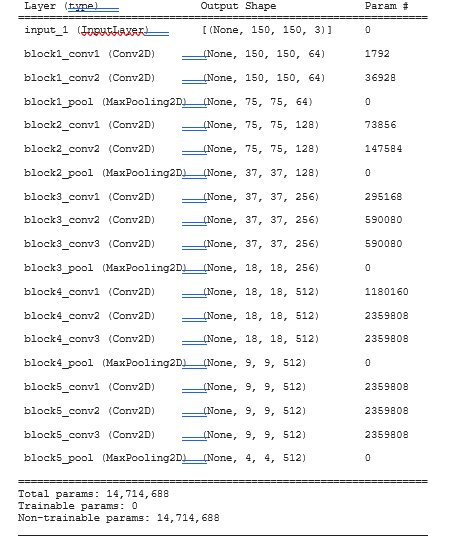 Layer (type) Output Shape Param #
=================================================================
input_1 (InputLayer) [(None, 150, 150, 3)] 0
block1_conv1 (Conv2D) (None, 150, 150, 64) 1792
block1_conv2 (Conv2D) (None, 150, 150, 64) 36928
block1_pool (MaxPooling2D) (None, 75, 75, 64) 0
block2_conv1 (Conv2D) (None, 75, 75, 128) 73856
block2_conv2 (Conv2D) (None, 75, 75, 128) 147584
block2_pool (MaxPooling2D) (None, 37, 37, 128) 0
block3_conv1 (Conv2D) (None, 37, 37, 256) 295168
block3_conv2 (Conv2D) (None, 37, 37, 256) 590080
block3_conv3 (Conv2D) (None, 37, 37, 256) 590080
block3_pool (MaxPooling2D) (None, 18, 18, 256) 0
block4_conv1 (Conv2D) (None, 18, 18, 512) 1180160
block4_conv2 (Conv2D) (None, 18, 18, 512) 2359808
block4_conv3 (Conv2D) (None, 18, 18, 512) 2359808
block4_pool (MaxPooling2D) (None, 9, 9, 512) 0
block5_conv1 (Conv2D) (None, 9, 9, 512) 2359808
block5_conv2 (Conv2D) (None, 9, 9, 512) 2359808
block5_conv3 (Conv2D) (None, 9, 9, 512) 2359808
block5_pool (MaxPooling2D) (None, 4, 4, 512) 0
=================================================================
Total params: 14,714,688
Trainable params: 0
Non-trainable params: 14,714,688